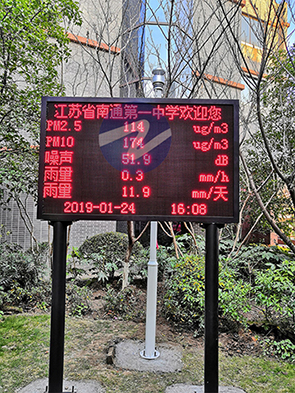 江苏省南通第一中学欢迎您
PM2.5 114 ug/m3
PM10 174 ug/m3
噪声 51.9 dB
雨量 0.3 mm/h
雨量 11.9 mm/天
2019-01-24 16:08